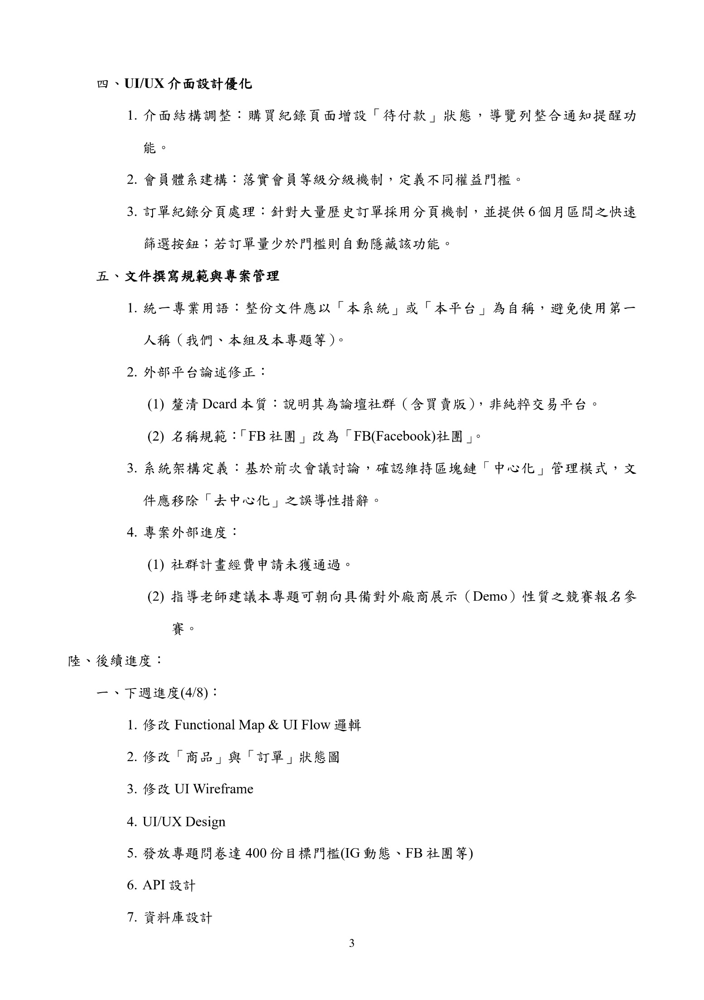 四、UI/UX 介面設計優化
1. 介面結構調整：購買紀錄頁面增設「待付款」狀態，導覽列整合通知提醒功
能。
2. 會員體系建構：落實會員等級分級機制，定義不同權益門檻。
3. 訂單紀錄分頁處理：針對大量歷史訂單採用分頁機制，並提供 6 個月區間之快速
篩選按鈕；若訂單量少於門檻則自動隱藏該功能。
五、文件撰寫規範與專案管理
1. 統一專業用語：整份文件應以「本系統」或「本平台」為自稱，避免使用第一
人稱（我們、本組及本專題等）。
2. 外部平台論述修正：
(1) 釐清 Dcard 本質：說明其為論壇社群（含買賣版），非純粹交易平台。
(2) 名稱規範：「FB 社團」改為「FB(Facebook)社團」。
3. 系統架構定義：基於前次會議討論，確認維持區塊鏈「中心化」管理模式，文
件應移除「去中心化」之誤導性措辭。
4. 專案外部進度：
(1) 社群計畫經費申請未獲通過。
(2) 指導老師建議本專題可朝向具備對外廠商展示（Demo）性質之競賽報名參
賽。
陸、後續進度：
一、下週進度(4/8)：
1. 修改 Functional Map & UI Flow 邏輯
2. 修改「商品」與「訂單」狀態圖
3. 修改 UI Wireframe
4. UI/UX Design
5. 發放專題問卷達 400 份目標門檻(IG 動態、FB 社團等)
6. API 設計
7. 資料庫設計
3